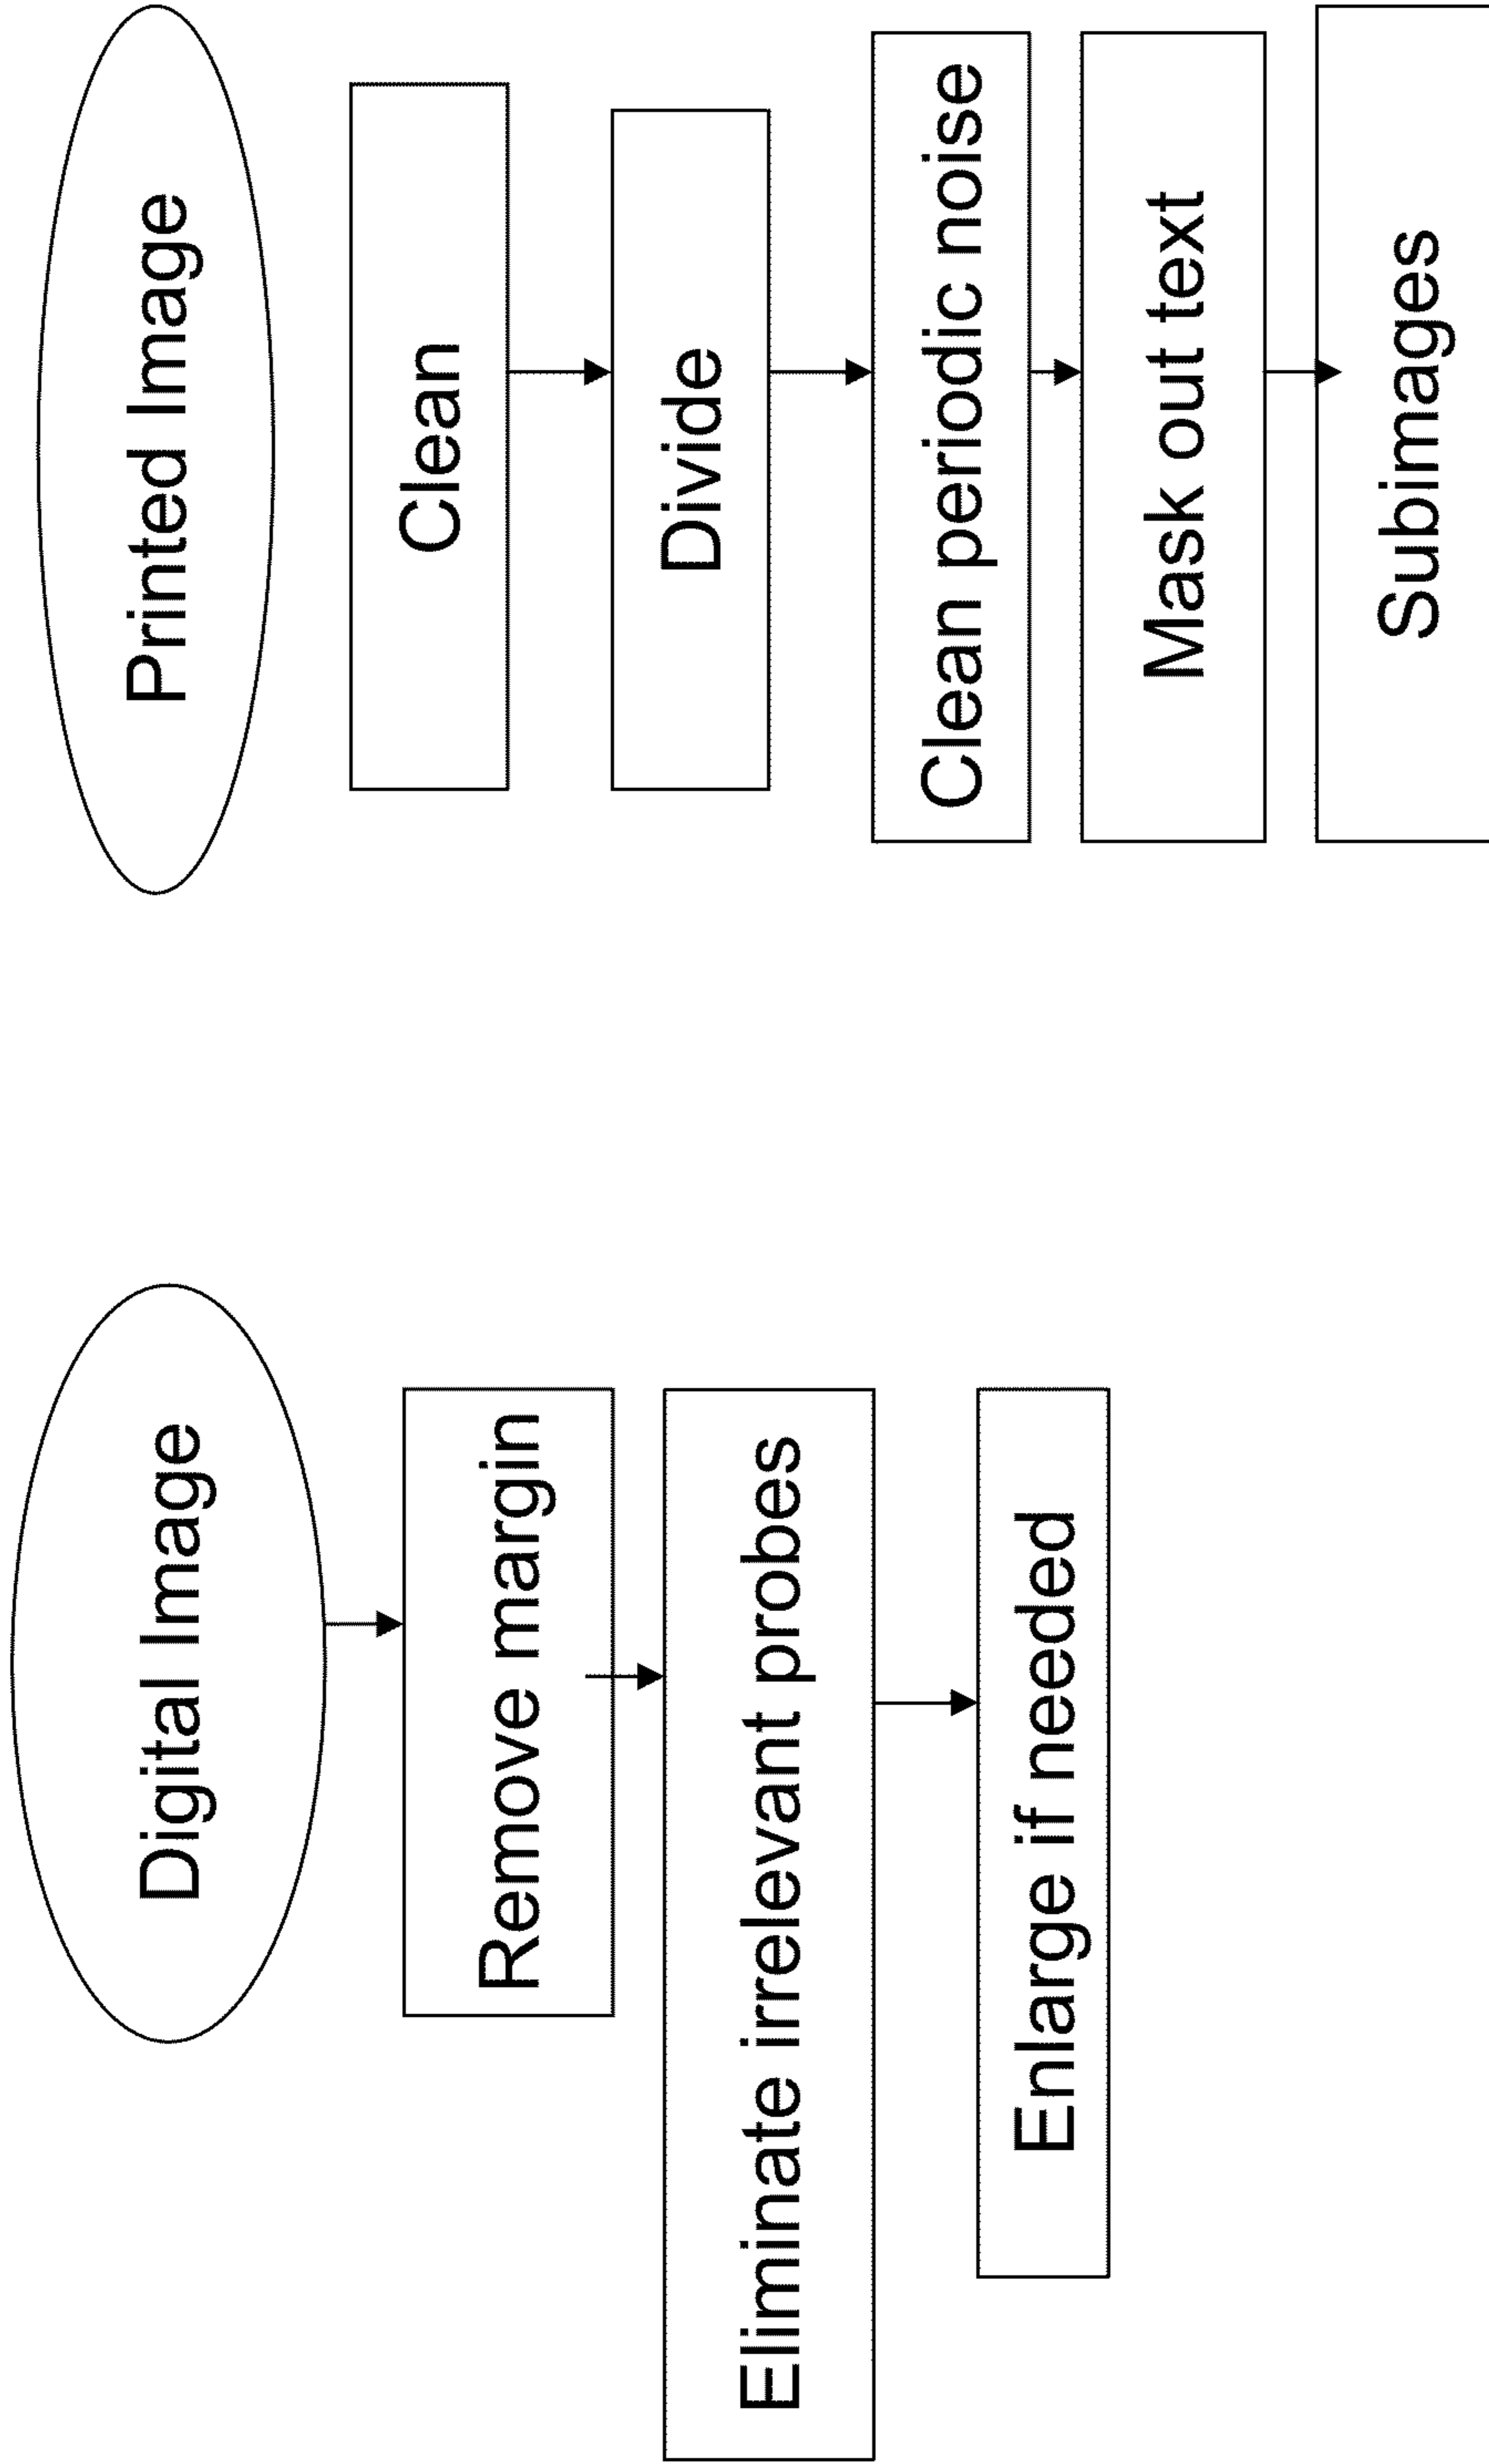 Digital Image
Remove margin
Eliminate irrelevant probes
Enlarge if needed
Printed Image
Clean
Divide
Clean periodic noise
Mask out text
Subimages